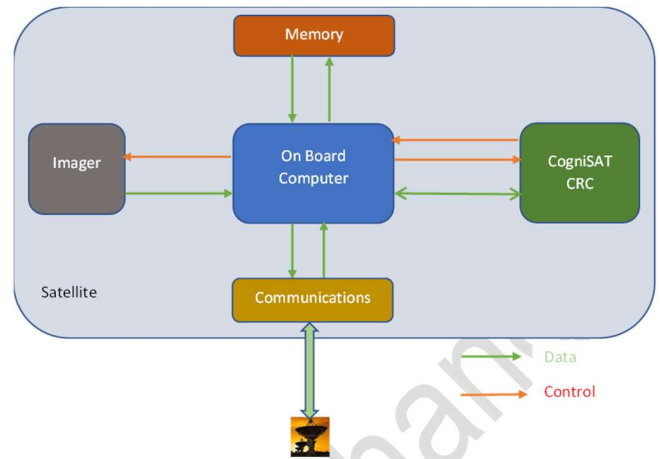 Memory
Imager
On Board
Computer
CogniSAT
CRC
Satellite
Communications
Data
Control